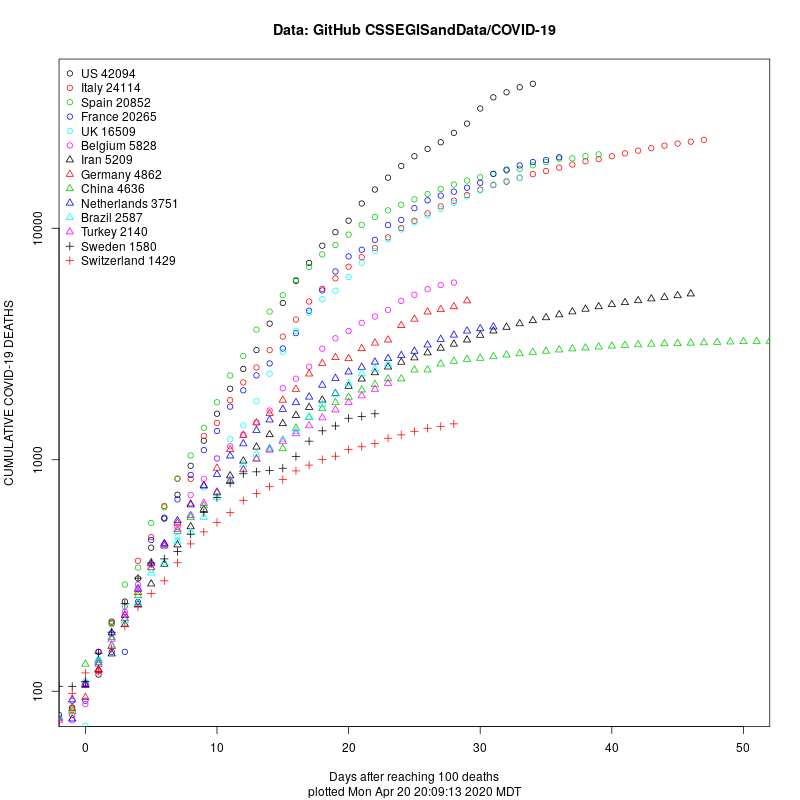 Data: GitHub CSSEGISandData/COVID-19
US 42094
Italy 24114
Spain 20852
France 20265
UK 16509
Belgium 5828
Iran 5209
Germany 4862
China 4636
Netherlands 3751
Brazil 2587
Turkey 2140
Sweden 1580
Switzerland 1429
CUMULATIVE COVID-19 DEATHS
10000
1000
100
0 10 20 30 40 50
Days after reaching 100 deaths
plotted Mon Apr 20 20:09:13 2020 MDT